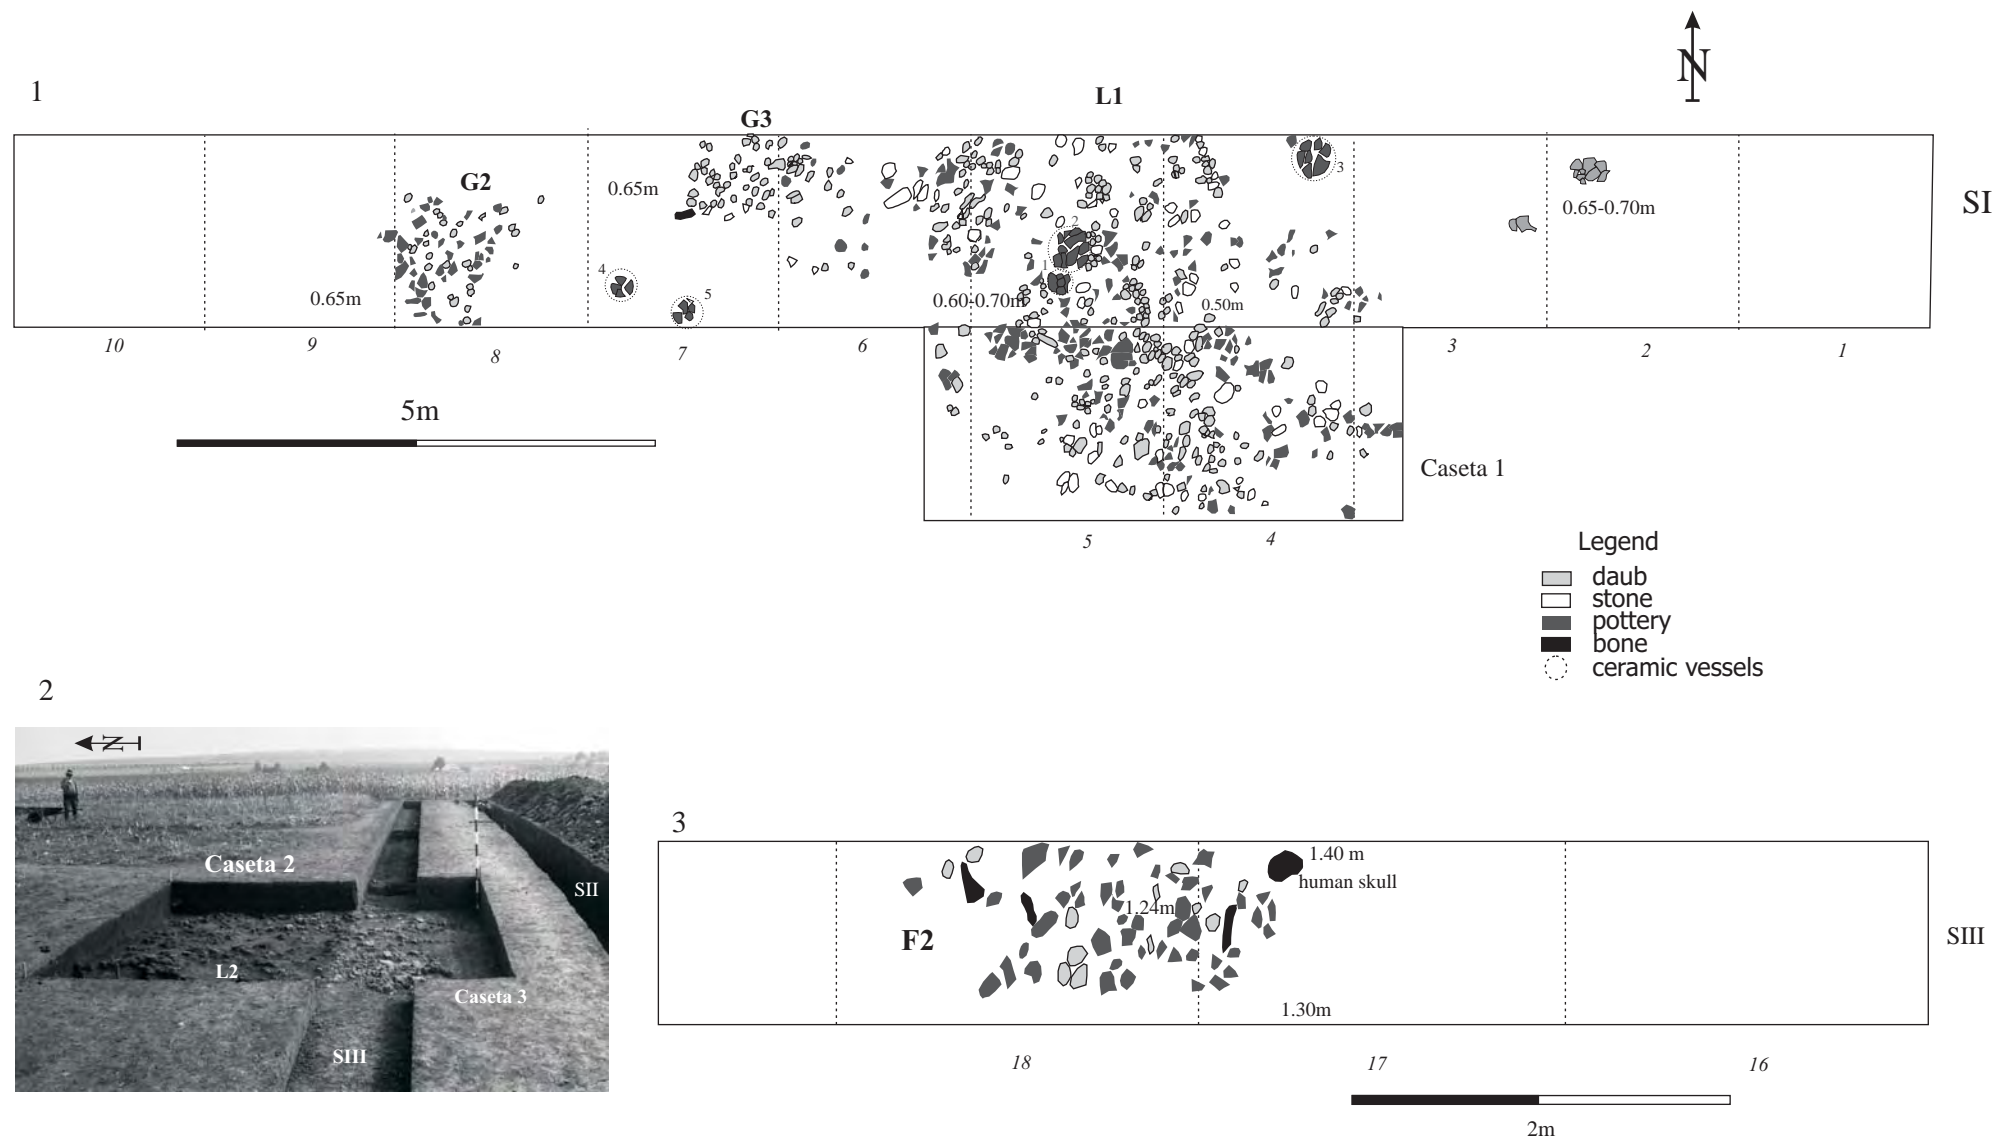 N
1
L1
G3
G2
0.65m
3
0.65-0.70m
SI
2
4
1
5
0.65m
0.60-0.70m
0.50m
10
9
8
7
6
3
2
1
5m
Caseta 1
5
4
Legend
daub
stone
pottery
bone
ceramic vessels
2
N
Caseta 2
SII
L2
Caseta 3
SIII
3
1.40 m
human skull
1.24m
F2
SIII
1.30m
18
17
16
2m